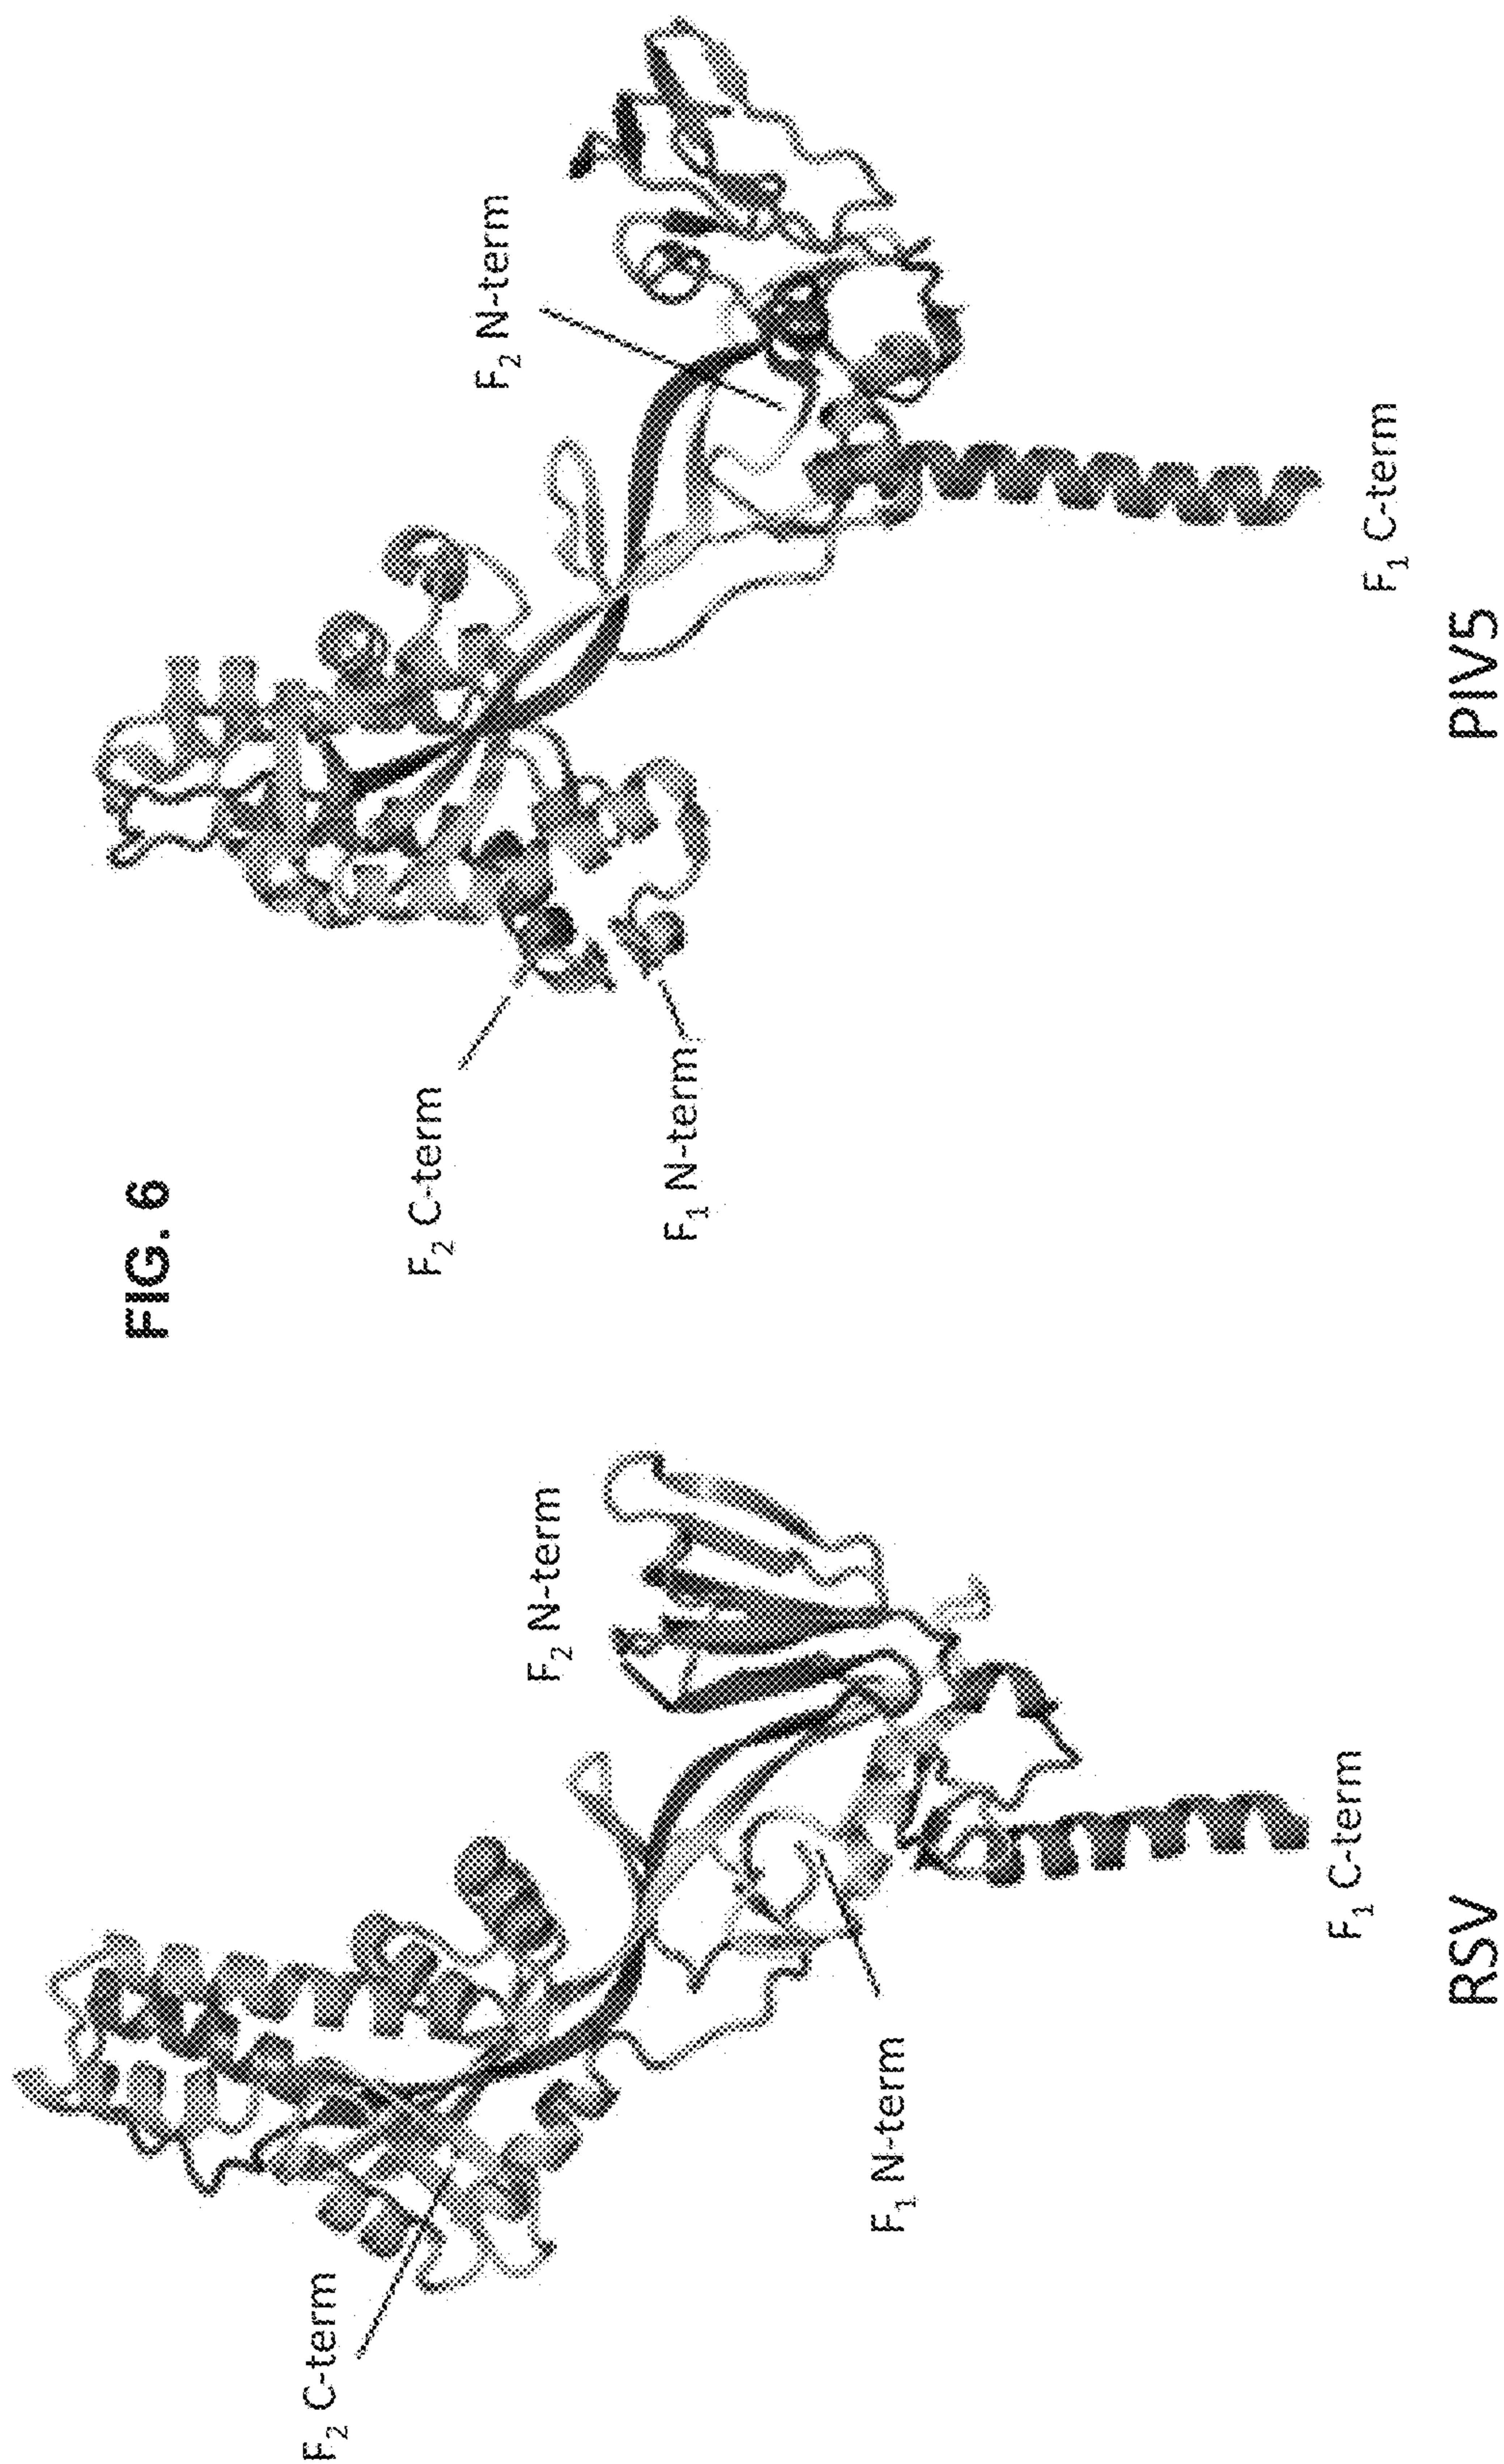 FIG. 6
F₂ C-term
F₂ N-term
F₁ N-term
F₁ C-term
RSV
F₂ C-term
F₂ N-term
F₁ N-term
F₁ C-term
PIV5